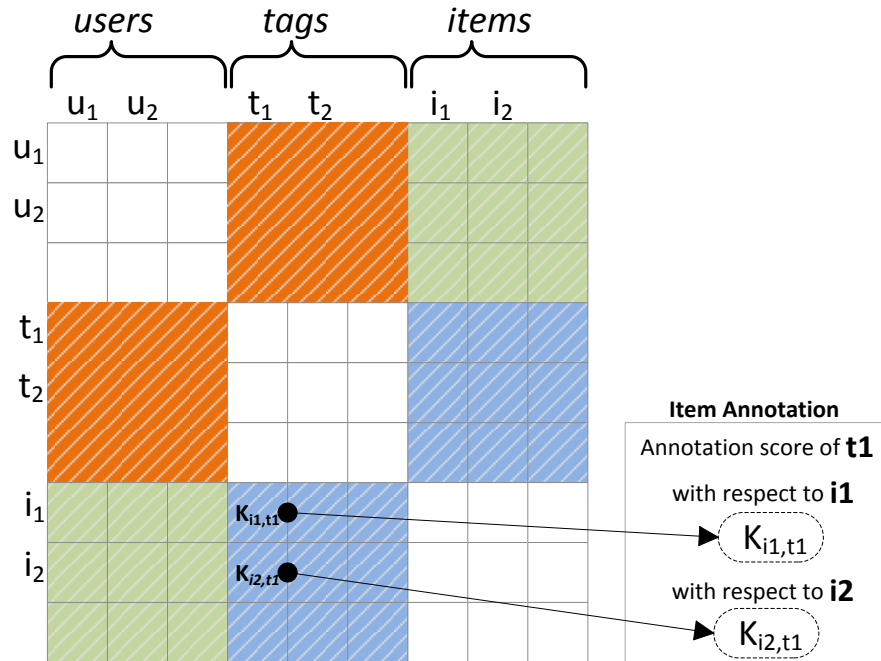 users tags items
u1 u2 t1 t2 i1 i2
u1
u2
t1
t2
Item Annotation
Annotation score of t1
i1
with respect to i1
Ki1,t1
Ki1,t1
i2
Ki2,t1
with respect to i2
Ki2,t1